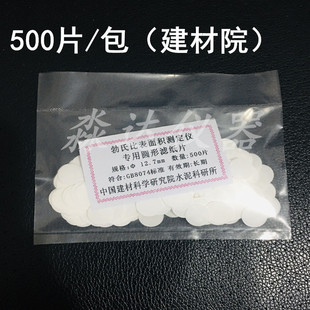 500片/包（建材院）
勃氏比表面积测定仪
专用圆形滤纸片
规格:Φ 12.7mm 数量:500片
符合:GB8074标准 有效期:长期
中国建材科学研究院水泥科研所